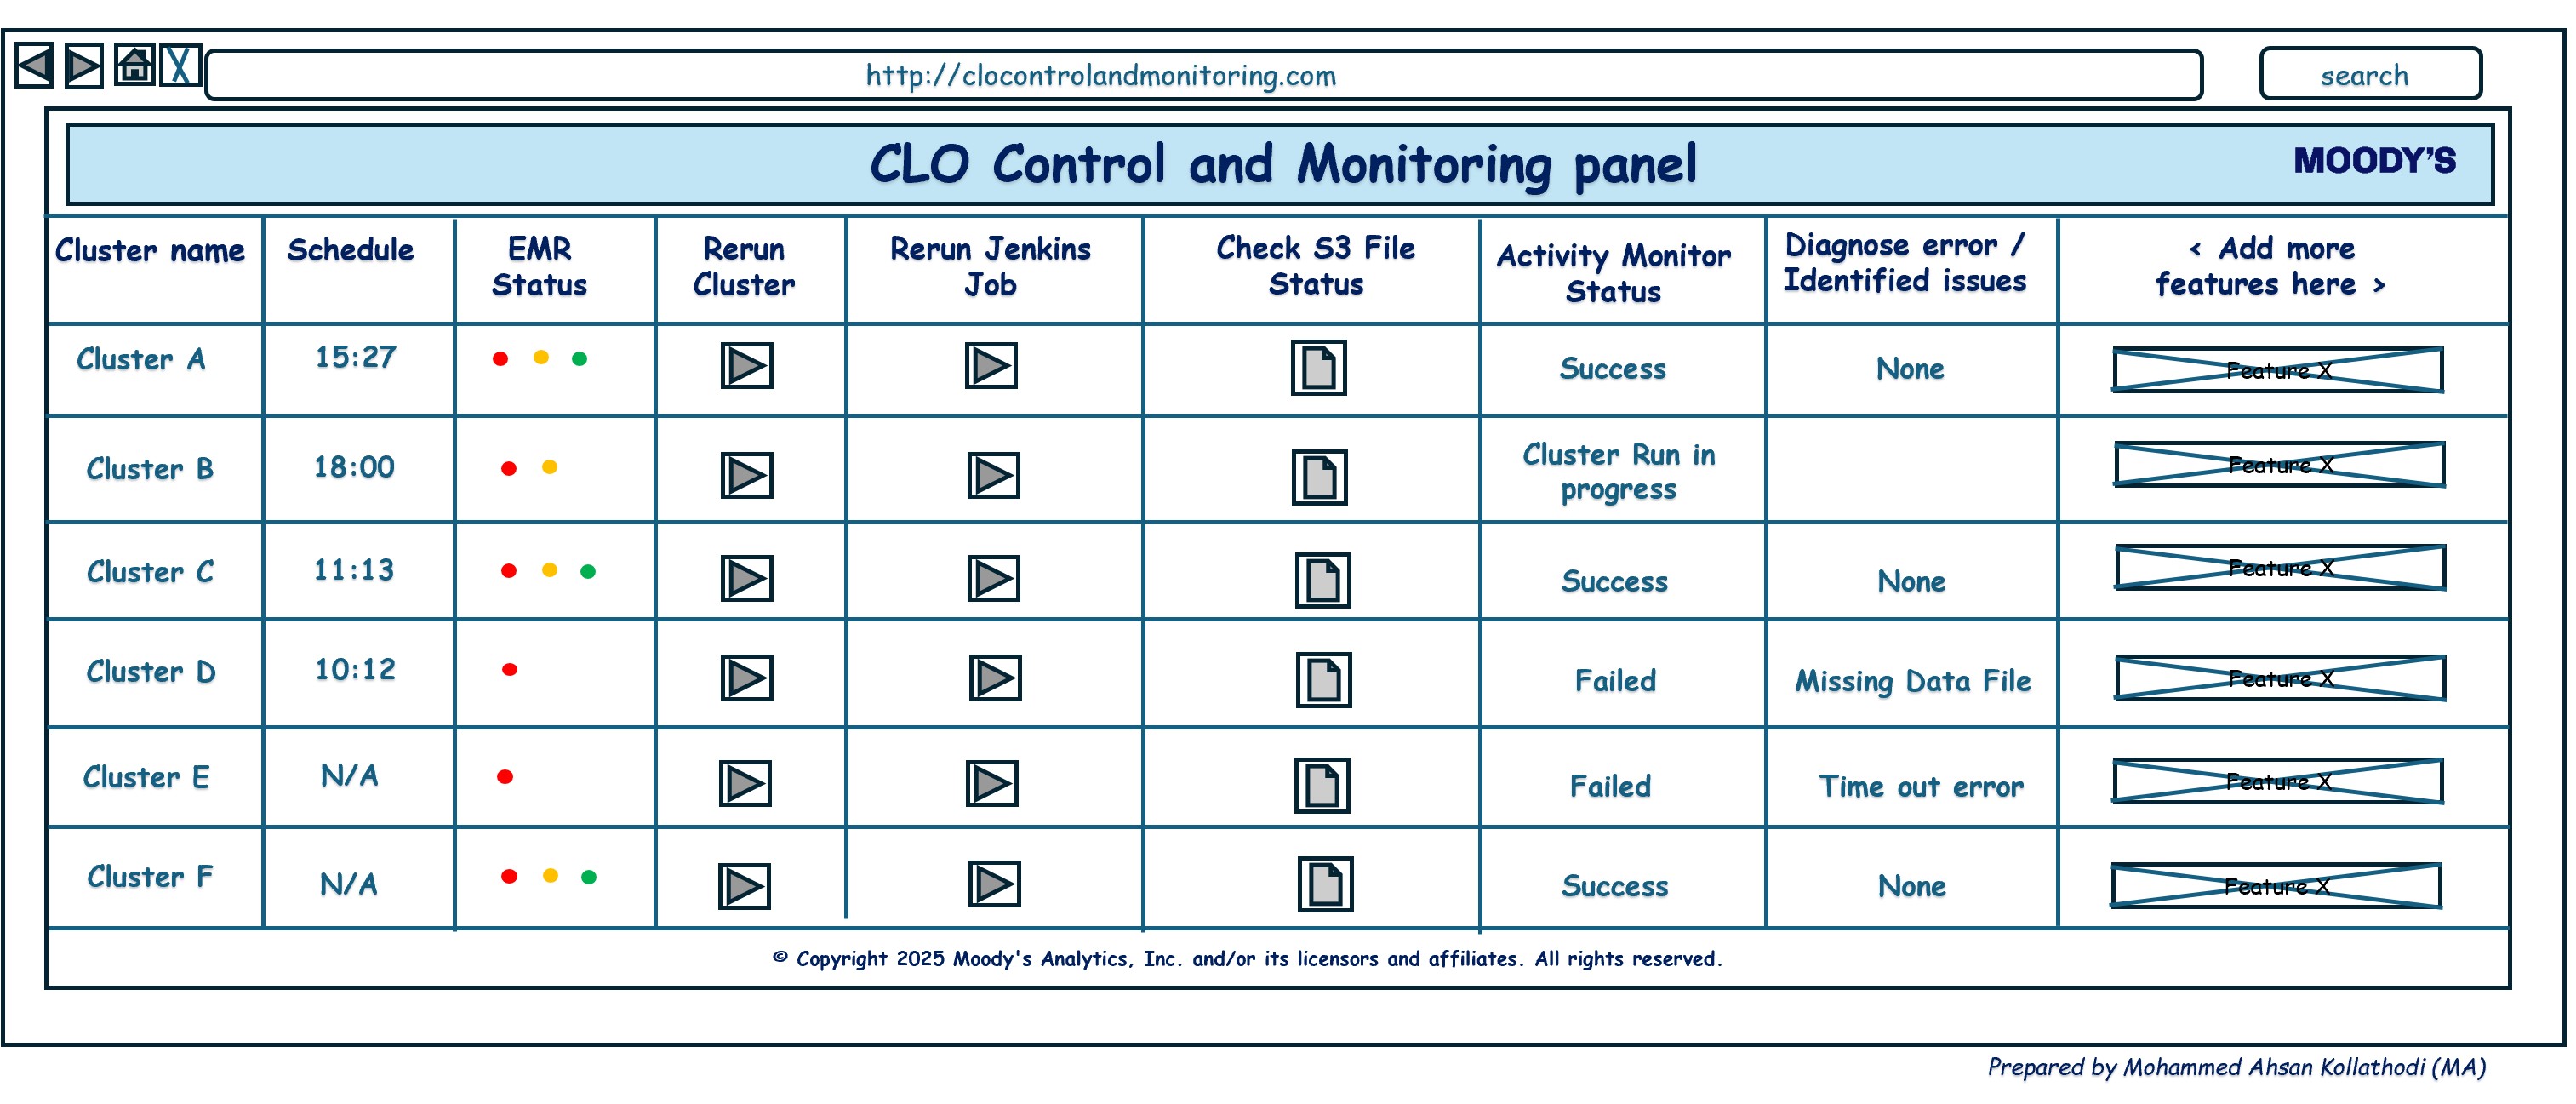 http://clocontrolandmonitoring.com
search
CLO Control and Monitoring panel
MOODY'S
Cluster name
Schedule
EMR
Status
Rerun
Cluster
Rerun Jenkins
Job
Check S3 File
Status
Activity Monitor
Status
Diagnose error /
Identified issues
< Add more
features here >
Cluster A
15:27
Success
None
Feature X
Cluster B
18:00
Cluster Run in
progress
Feature X
Cluster C
11:13
Success
None
Feature X
Cluster D
10:12
Failed
Missing Data File
Feature X
Cluster E
N/A
Failed
Time out error
Feature X
Cluster F
N/A
Success
None
Feature X
© Copyright 2025 Moody's Analytics, Inc. and/or its licensors and affiliates. All rights reserved.
Prepared by Mohammed Ahsan Kollathodi (MA)